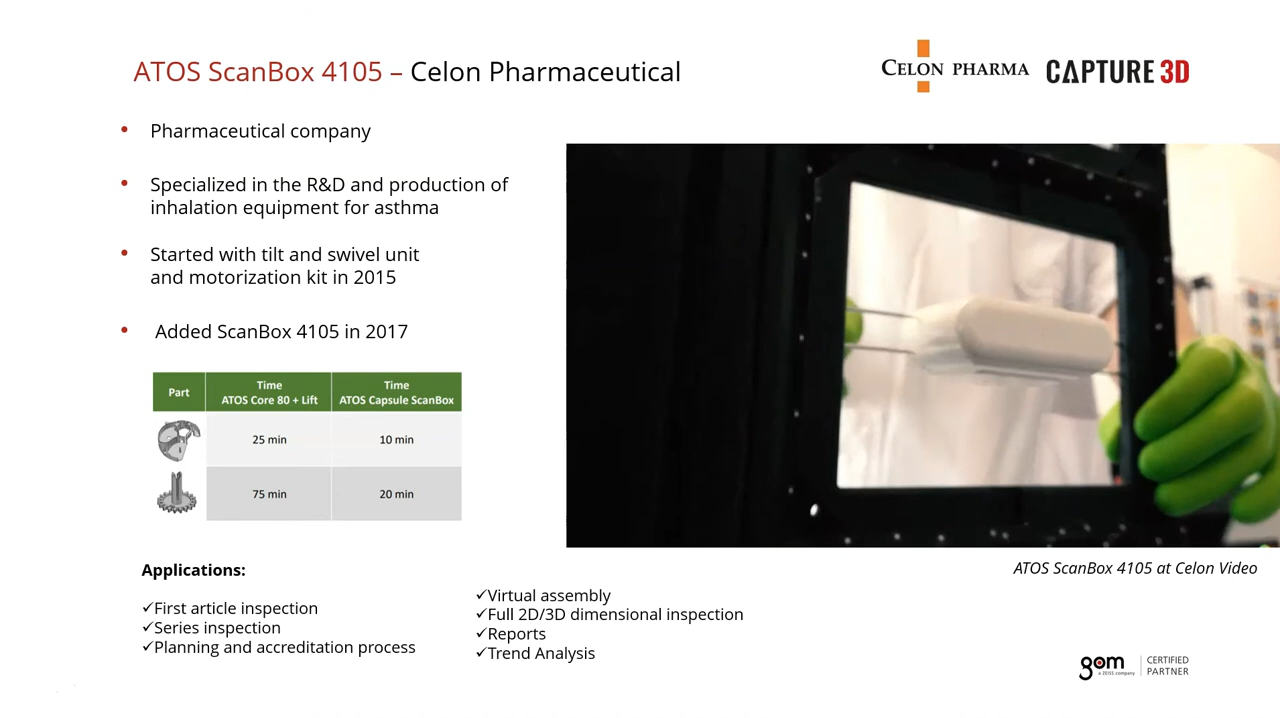 ATOS ScanBox 4105 – Celon Pharmaceutical
CELON PHARMA
CAPTURE 3D
• Pharmaceutical company
• Specialized in the R&D and production of
inhalation equipment for asthma
• Started with tilt and swivel unit
and motorization kit in 2015
• Added ScanBox 4105 in 2017
Part
Time
ATOS Core 80 + Lift
Time
ATOS Capsule ScanBox
25 min
10 min
75 min
20 min
ATOS ScanBox 4105 at Celon Video
Applications:
✓First article inspection
✓Series inspection
✓Planning and accreditation process
✓Virtual assembly
✓Full 2D/3D dimensional inspection
✓Reports
✓Trend Analysis
gom
a ZEISS company
CERTIFIED
PARTNER